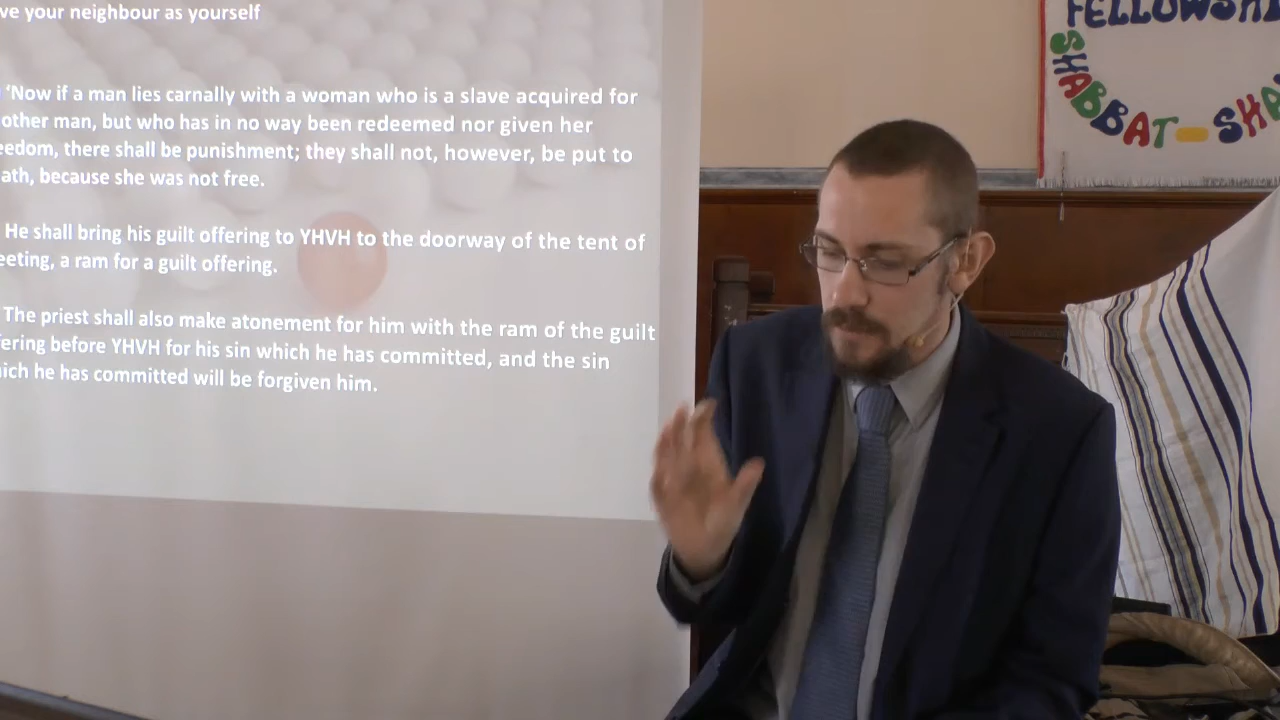 ve your neighbour as yourself
‘Now if a man lies carnally with a woman who is a slave acquired for
other man, but who has in no way been redeemed nor given her
eedom, there shall be punishment; they shall not, however, be put to
ath, because she was not free.
He shall bring his guilt offering to YHVH to the doorway of the tent of
eeting, a ram for a guilt offering.
The priest shall also make atonement for him with the ram of the guilt
fering before YHVH for his sin which he has committed, and the sin
ich he has committed will be forgiven him.
FELLOWSHI
SHABBAT-SHA